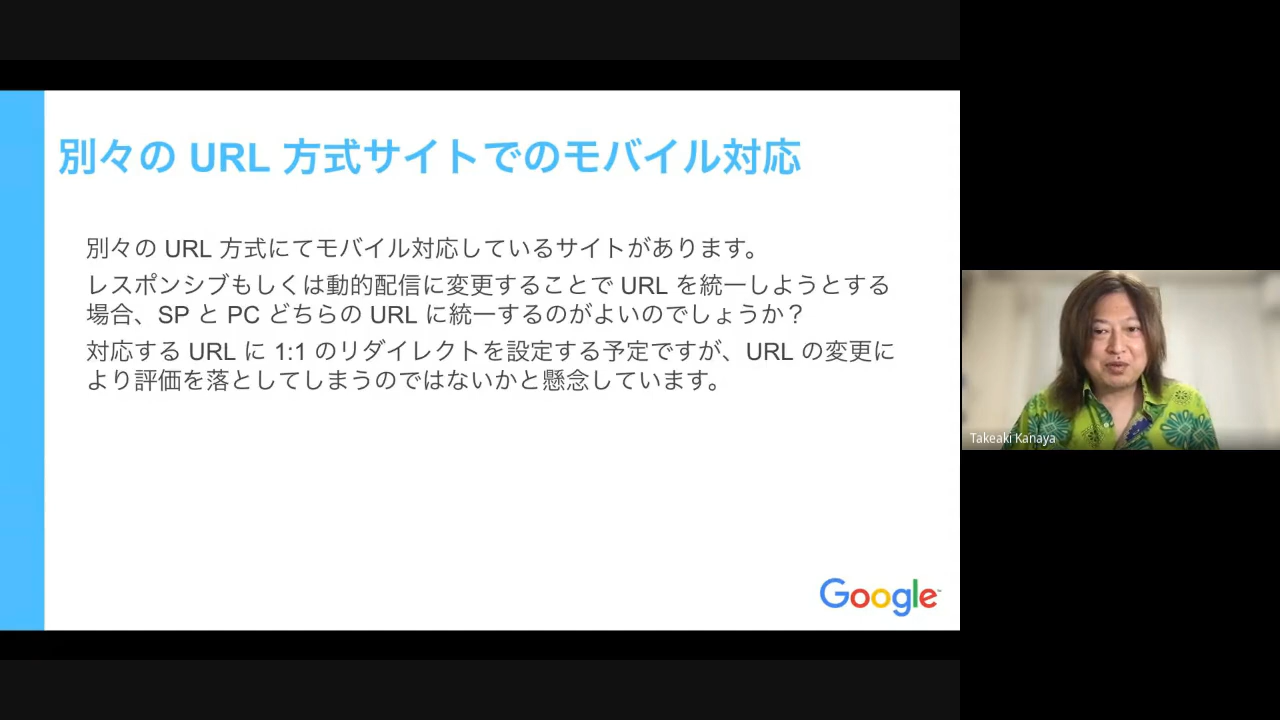 別々の URL 方式サイトでのモバイル対応
別々の URL 方式にてモバイル対応しているサイトがあります。
レスポンシブもしくは動的配信に変更することで URL を統一しようとする
場合、SP と PC どちらの URL に統一するのがよいのでしょうか？
対応する URL に 1:1 のリダイレクトを設定する予定ですが、URL の変更に
より評価を落としてしまうのではないかと懸念しています。
Google
Takeaki Kanaya